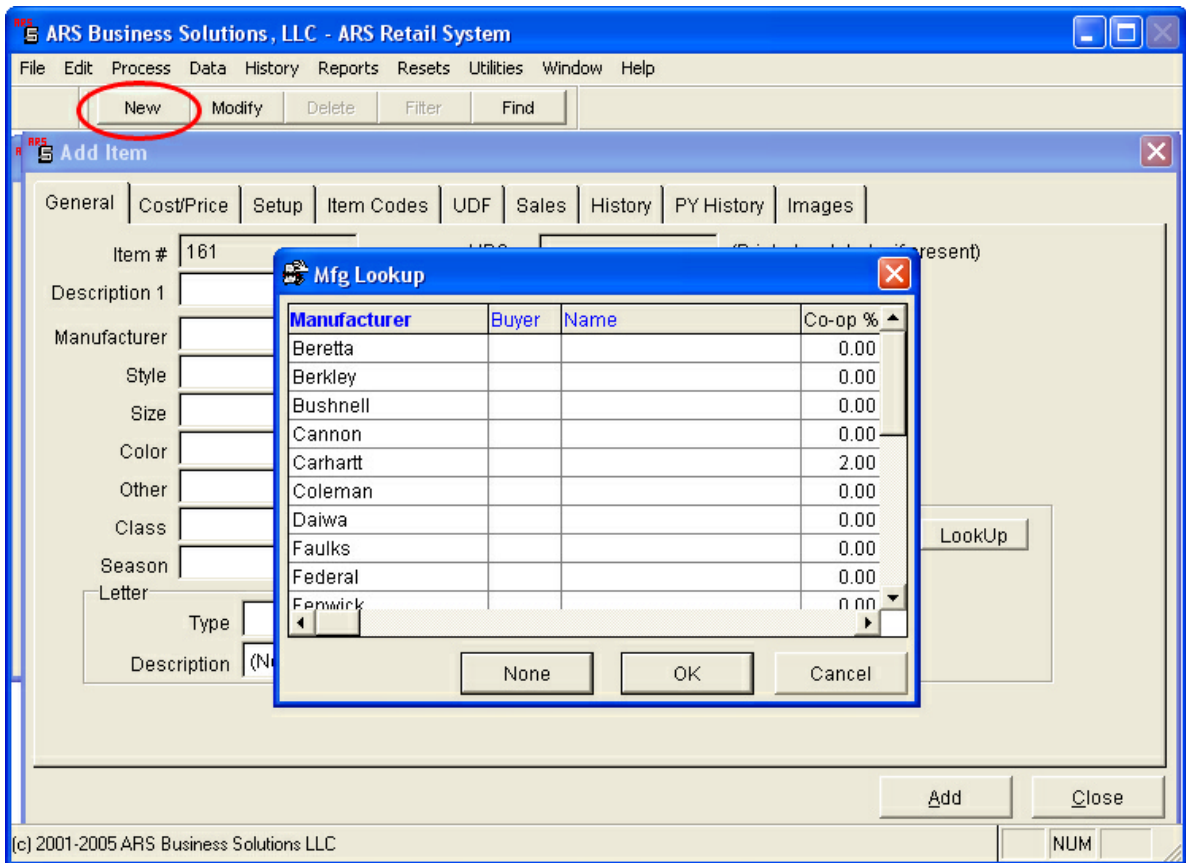 ARS Business Solutions, LLC - ARS Retail System
File Edit Process Data History Reports Resets Utilities Window Help
New Modify Delete Filter Find
Add Item
General Cost/Price Setup Item Codes UDF Sales History PY History Images
Item # 161
Description 1
Manufacturer
Style
Size
Color
Other
Class
Season
Letter
Type
Description
Mfg Lookup
Manufacturer Buyer Name Co-op %
Beretta 0.00
Berkley 0.00
Bushnell 0.00
Cannon 0.00
Carhartt 2.00
Coleman 0.00
Daiwa 0.00
Faulks 0.00
Federal 0.00
Fenwick 0.00
None OK Cancel
LookUp
Add Close
(c) 2001-2005 ARS Business Solutions LLC NUM